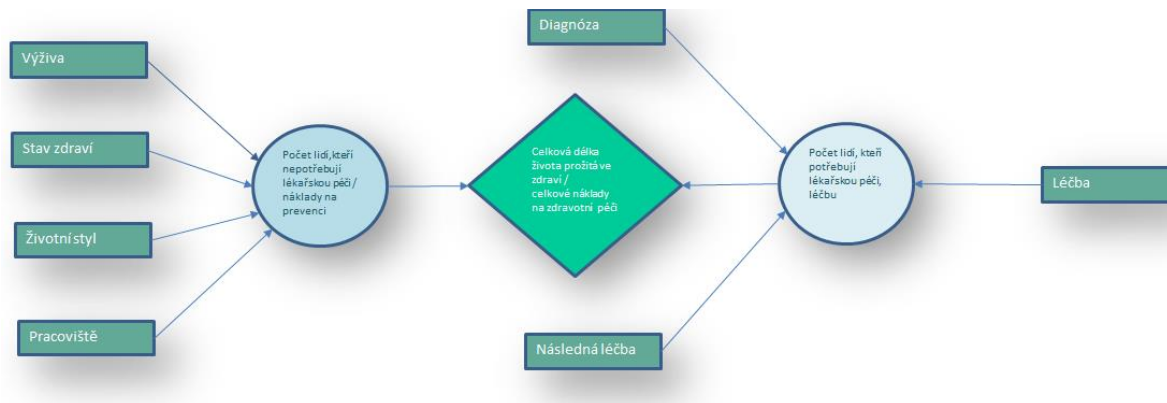 Výživa
Stav zdraví
Životní styl
Pracoviště
Počet lidí,kteří
nepotřebují
lékařskou péči/
náklady na
prevenci
Celková délka
života prožitá ve
zdraví /
celkové náklady
na zdravotní péči
Diagnóza
Následná léčba
Počet lidí, kteří
potřebují
lékařskou péči,
léčbu
Léčba